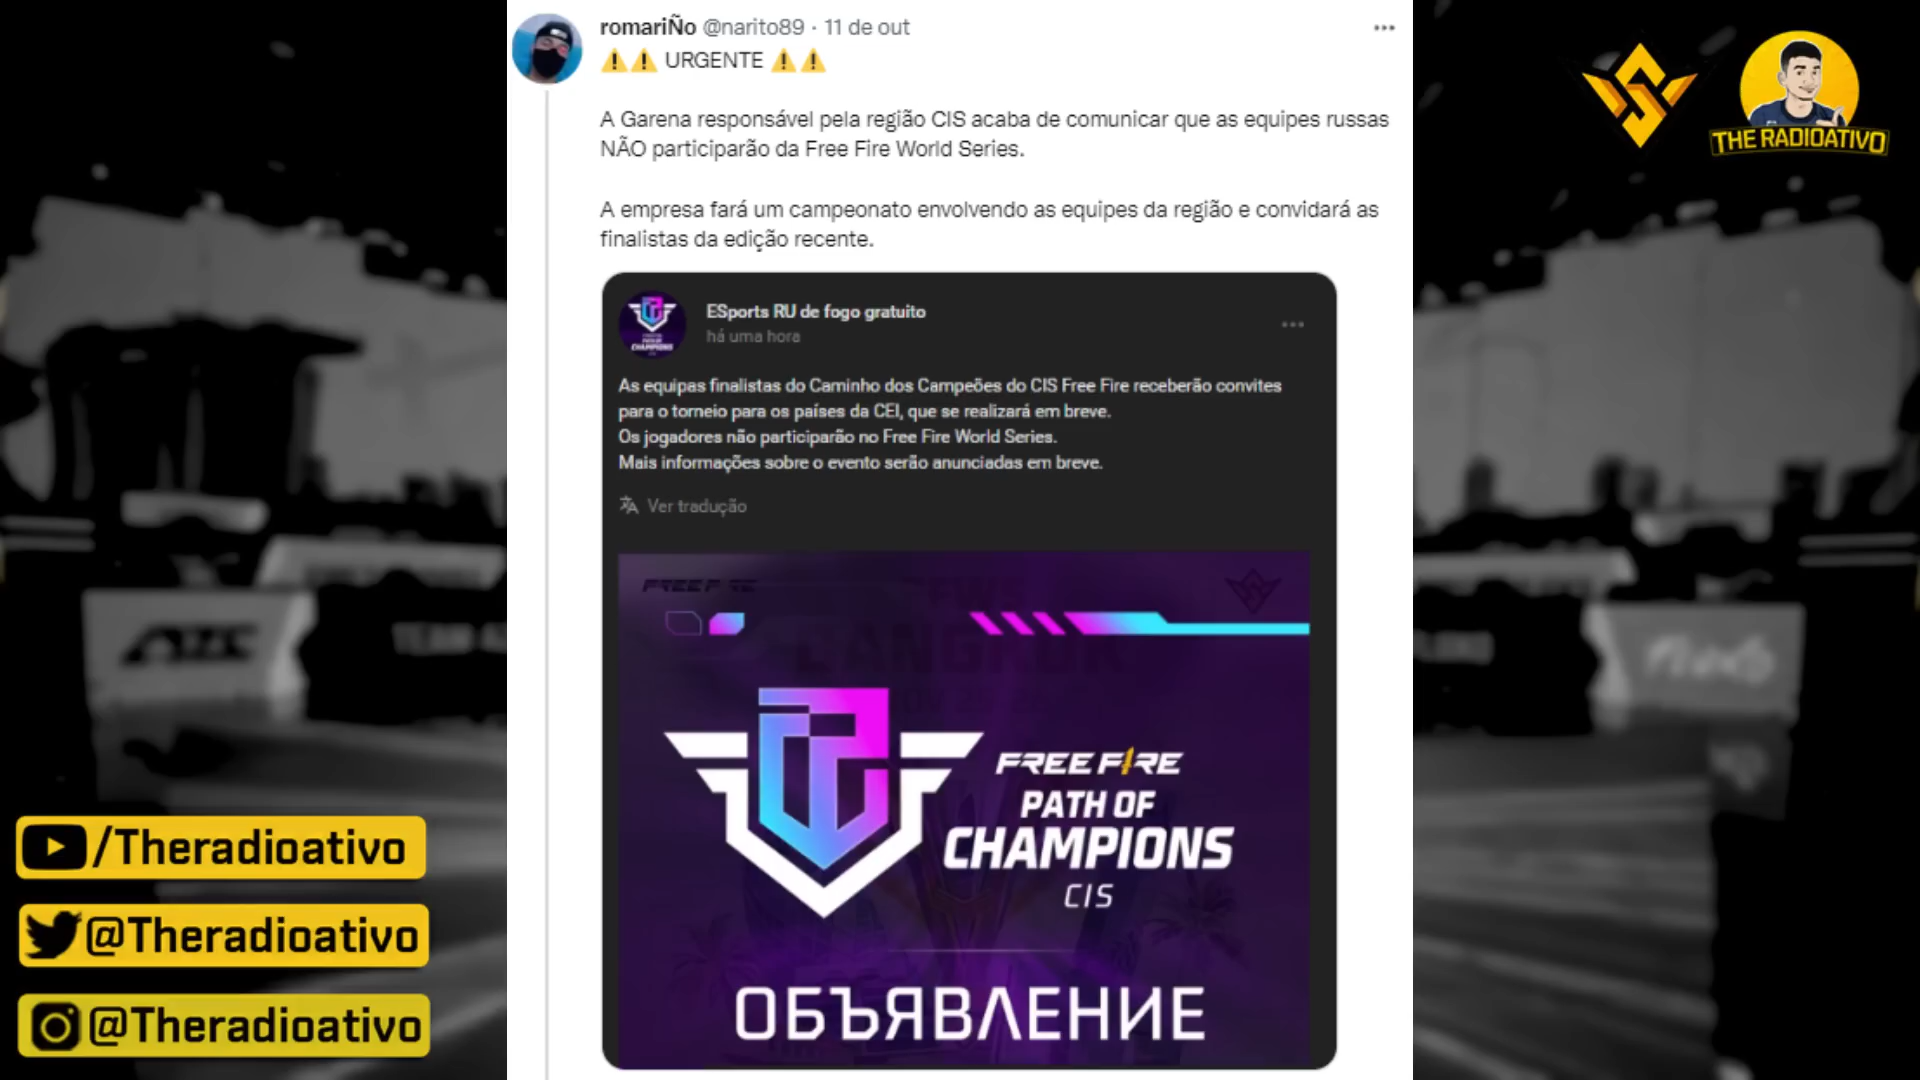 romariÑo @narito89 · 11 de out
URGENTE
A Garena responsável pela região CIS acaba de comunicar que as equipes russas
NÃO participarão da Free Fire World Series.
A empresa fará um campeonato envolvendo as equipes da região e convidará as
finalistas da edição recente.
ESports RU de fogo gratuito
há uma hora
As equipas finalistas do Caminho dos Campeões do CIS Free Fire receberão convites
para o torneio para os países da CEI, que se realizará em breve.
Os jogadores não participarão no Free Fire World Series.
Mais informações sobre o evento serão anunciadas em breve.
Ver tradução
FREE FIRE
FREE FIRE
PATH OF
CHAMPIONS
CIS
ОБЪЯВЛЕНИЕ
THE RADIOATIVO
/Theradioativo
@Theradioativo
@Theradioativo